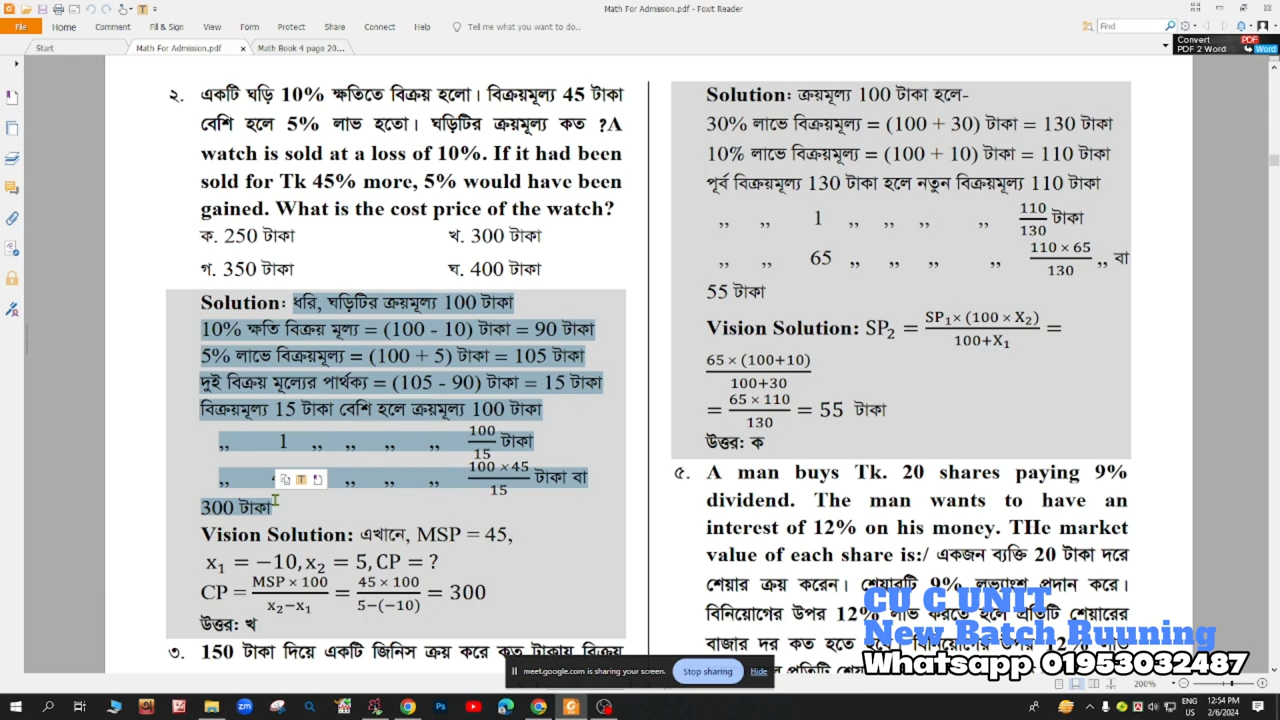 Math For Admission.pdf - Foxit Reader
File Home Comment Fill & Sign View Form Protect Share Connect Help Tell me what you want to do.. Find
Start Math For Admission.pdf Math Book 4 page 20...
Convert PDF
PDF 2 Word Word
২. একটি ঘড়ি 10% ক্ষতিতে বিক্রয় হলো। বিক্রয়মূল্য 45 টাকা
বেশি হলে 5% লাভ হতো। ঘড়িটির ক্রয়মূল্য কত ?A
watch is sold at a loss of 10%. If it had been
sold for Tk 45% more, 5% would have been
gained. What is the cost price of the watch?
ক. 250 টাকা খ. 300 টাকা
গ. 350 টাকা ঘ. 400 টাকা
Solution: ধরি, ঘড়িটির ক্রয়মূল্য 100 টাকা
10% ক্ষতি বিক্রয় মূল্য = (100 - 10) টাকা = 90 টাকা
5% লাভে বিক্রয়মূল্য = (100 + 5) টাকা = 105 টাকা
দুই বিক্রয় মূল্যের পার্থক্য = (105 - 90) টাকা = 15 টাকা
বিক্রয়মূল্য 15 টাকা বেশি হলে ক্রয়মূল্য 100 টাকা
,, 1 ,, ,, ,, ,, 100/15 টাকা
,, ,, ,, ,, ,, 100 × 45/15 টাকা বা
300 টাকা
Vision Solution: এখানে, MSP = 45,
x₁ = −10, x₂ = 5, CP = ?
CP = MSP × 100/x₂−x₁ = 45 × 100/5−(−10) = 300
উত্তর: খ
৩. 150 টাকা দিয়ে একটি জিনিস ক্রয় করে কত টাকায় বিক্রয়
Solution: ক্রয়মূল্য 100 টাকা হলে-
30% লাভে বিক্রয়মূল্য = (100 + 30) টাকা = 130 টাকা
10% লাভে বিক্রয়মূল্য = (100 + 10) টাকা = 110 টাকা
পূর্ব বিক্রয়মূল্য 130 টাকা হলে নতুন বিক্রয়মূল্য 110 টাকা
,, ,, 1 ,, ,, ,, ,, 110/130 টাকা
,, ,, 65 ,, ,, ,, ,, 110 × 65/130 ,, বা
55 টাকা
Vision Solution: SP₂ = SP₁× (100 × X₂)/100+X₁ =
65 × (100+10)/100+30
= 65 × 110/130 = 55 টাকা
উত্তর: ক
৫. A man buys Tk. 20 shares paying 9%
dividend. The man wants to have an
interest of 12% on his money. THe market
value of each share is:/ একজন ব্যক্তি 20 টাকা দরে
শেয়ার ক্রয় করেন। শেয়ারটি 9% লভ্যাংশ প্রদান করে।
বিনিয়োগের উপর 12% লাভ করতে হলে প্রতিটি শেয়ারের
বাজার দর কত হতে হবে
CU C UNIT
New Batch Ruuning
Whatsapp 01953032487
meet.google.com is sharing your screen. Stop sharing Hide
200%
ENG
US
12:54 PM
2/6/2024